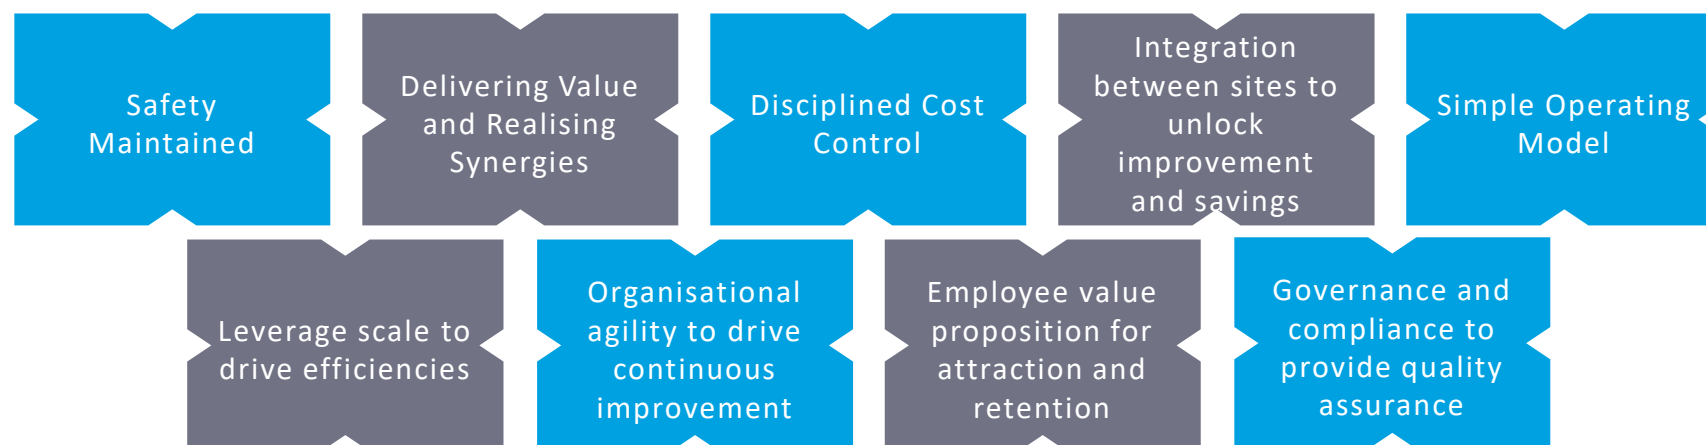 Safety
Maintained
Delivering Value
and Realising
Synergies
Disciplined Cost
Control
Integration
between sites to
unlock
improvement
and savings
Simple Operating
Model
Leverage scale to
drive efficiencies
Organisational
agility to drive
continuous
improvement
Employee value
proposition for
attraction and
retention
Governance and
compliance to
provide quality
assurance